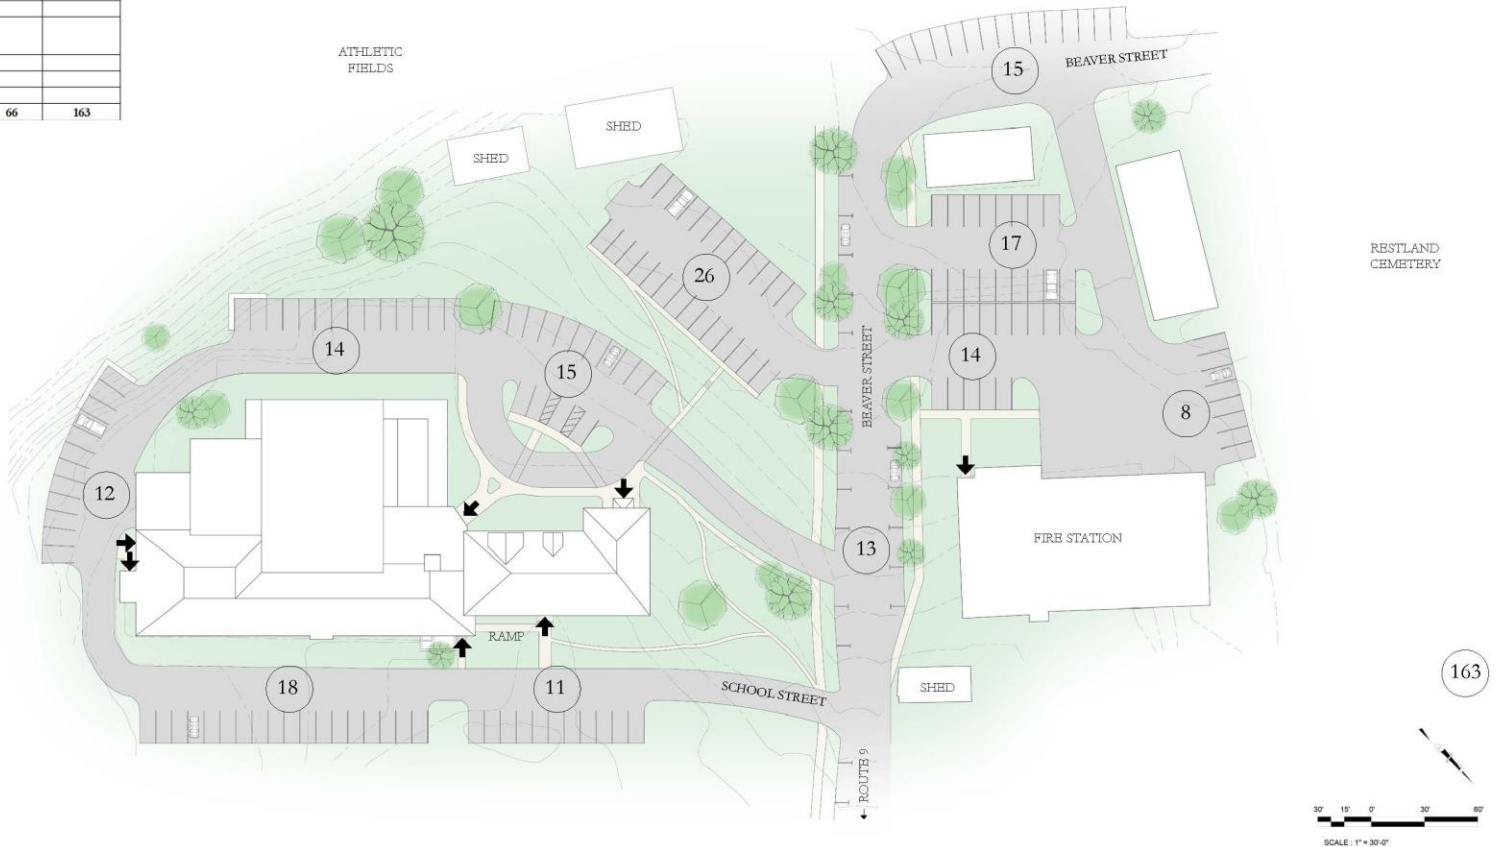 66 163
ATHLETIC
FIELDS
15
BEAVER STREET
SHED
SHED
17
RESTLAND
CEMETERY
26
14
15
BEAVER STREET
14
8
12
13
FIRE STATION
RAMP
18
11
SCHOOL STREET
SHED
163
ROUTE 9
30' 15' 0' 30' 60'
SCALE : 1" = 30'-0"